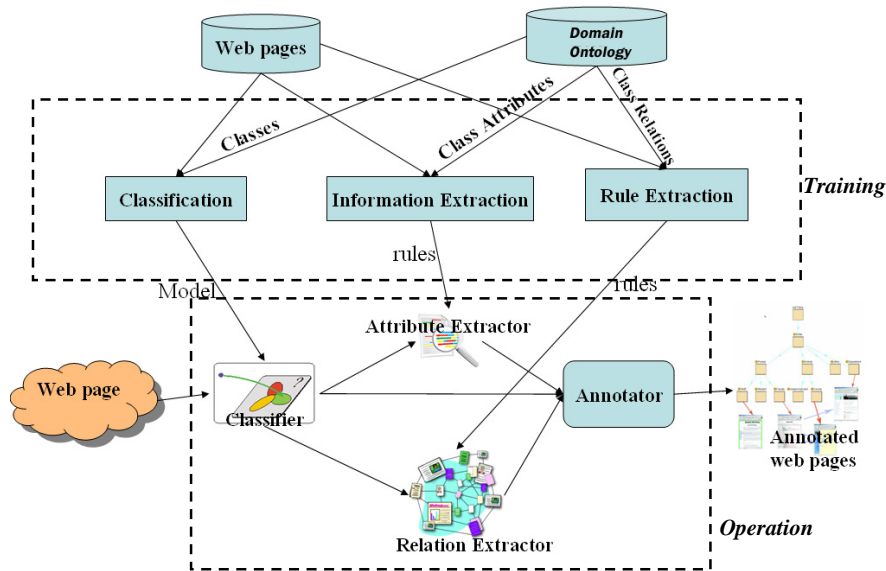 Web pages
Domain
Ontology
Classes
Class Attributes
Class Relations
Classification
Information Extraction
Rule Extraction
Training
rules
rules
Model
Attribute Extractor
Web page
?
Classifier
Annotator
Annotated
web pages
Relation Extractor
Operation